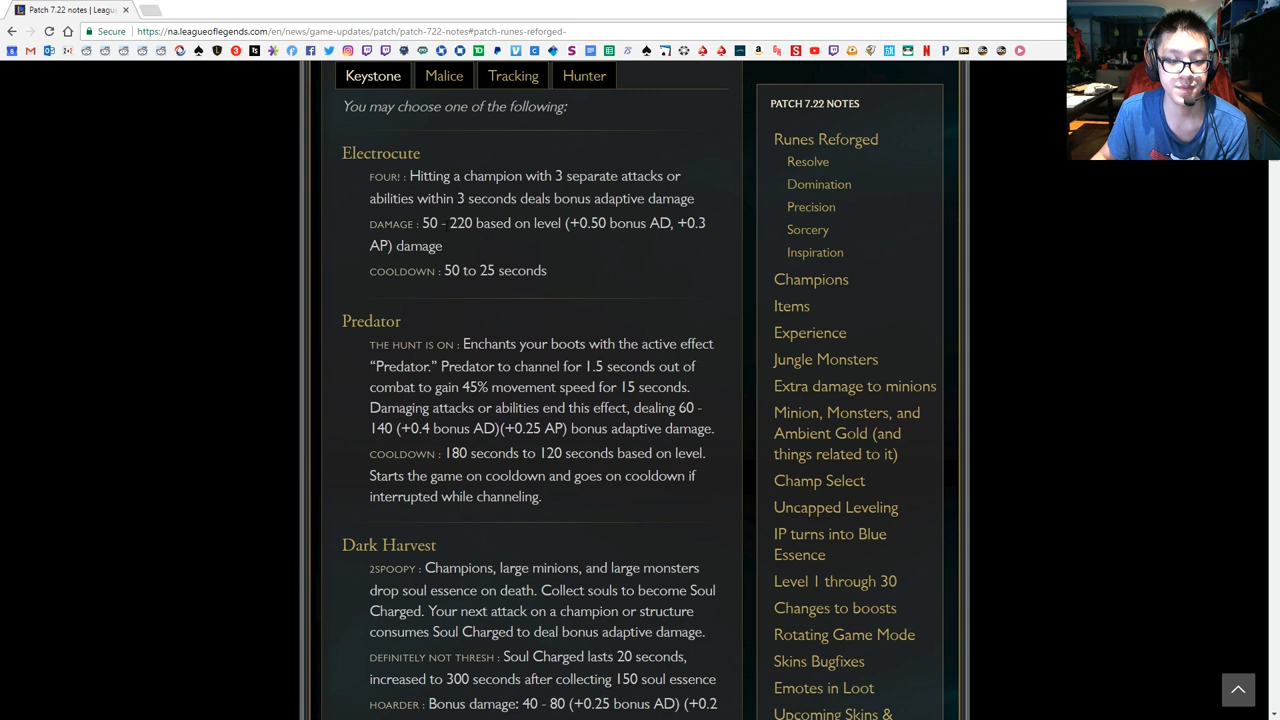 Patch 7.22 notes | Leagu
Secure
https://na.leagueoflegends.com/en/news/game-updates/patch/patch-722-notes#patch-runes-reforged-
Keystone
Malice
Tracking
Hunter
You may choose one of the following:
Electrocute
FOUR! : Hitting a champion with 3 separate attacks or
abilities within 3 seconds deals bonus adaptive damage
DAMAGE : 50 - 220 based on level (+0.50 bonus AD, +0.3
AP) damage
COOLDOWN : 50 to 25 seconds
Predator
THE HUNT IS ON : Enchants your boots with the active effect
“Predator.” Predator to channel for 1.5 seconds out of
combat to gain 45% movement speed for 15 seconds.
Damaging attacks or abilities end this effect, dealing 60 -
140 (+0.4 bonus AD)(+0.25 AP) bonus adaptive damage.
COOLDOWN : 180 seconds to 120 seconds based on level.
Starts the game on cooldown and goes on cooldown if
interrupted while channeling.
Dark Harvest
2SPOOPY : Champions, large minions, and large monsters
drop soul essence on death. Collect souls to become Soul
Charged. Your next attack on a champion or structure
consumes Soul Charged to deal bonus adaptive damage.
DEFINITELY NOT THRESH : Soul Charged lasts 20 seconds,
increased to 300 seconds after collecting 150 soul essence
HOARDER : Bonus damage: 40 - 80 (+0.25 bonus AD) (+0.2
PATCH 7.22 NOTES
Runes Reforged
Resolve
Domination
Precision
Sorcery
Inspiration
Champions
Items
Experience
Jungle Monsters
Extra damage to minions
Minion, Monsters, and
Ambient Gold (and
things related to it)
Champ Select
Uncapped Leveling
IP turns into Blue
Essence
Level 1 through 30
Changes to boosts
Rotating Game Mode
Skins Bugfixes
Emotes in Loot
Upcoming Skins &